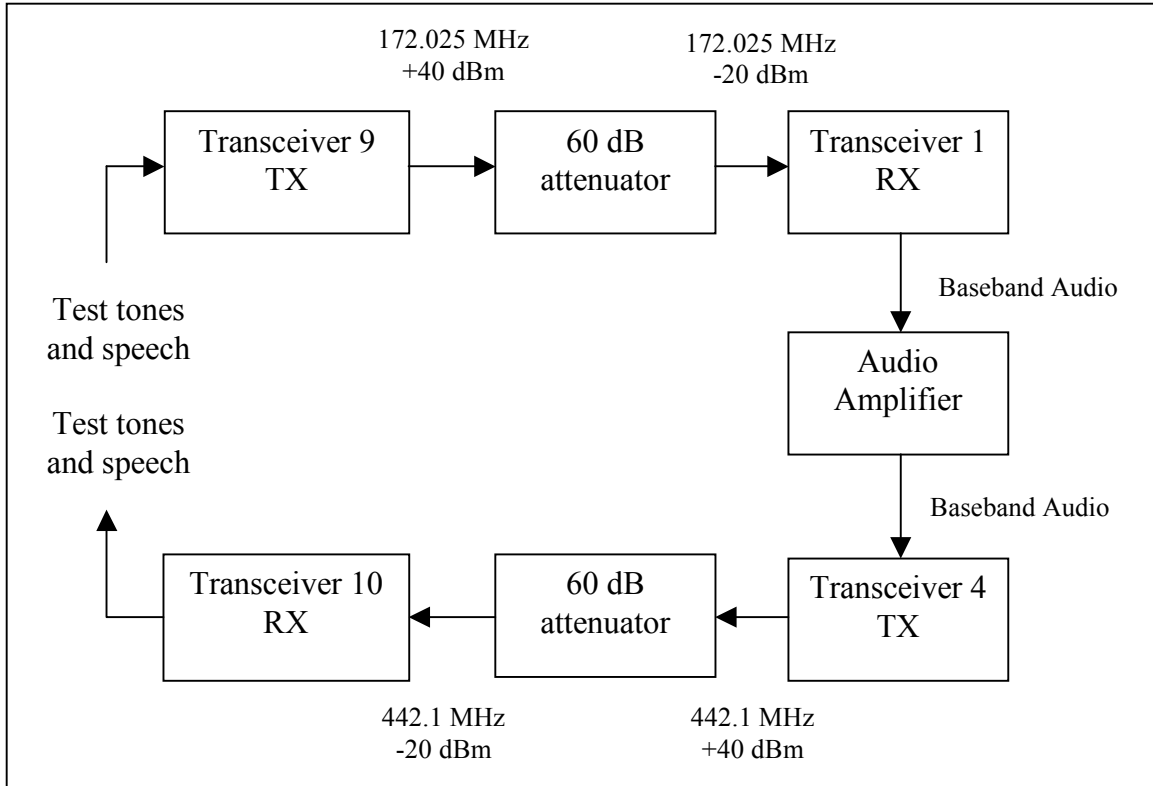 172.025 MHz
+40 dBm
172.025 MHz
-20 dBm
Transceiver 9
TX
60 dB
attenuator
Transceiver 1
RX
Baseband Audio
Test tones
and speech
Audio
Amplifier
Test tones
and speech
Baseband Audio
Transceiver 10
RX
60 dB
attenuator
Transceiver 4
TX
442.1 MHz
-20 dBm
442.1 MHz
+40 dBm